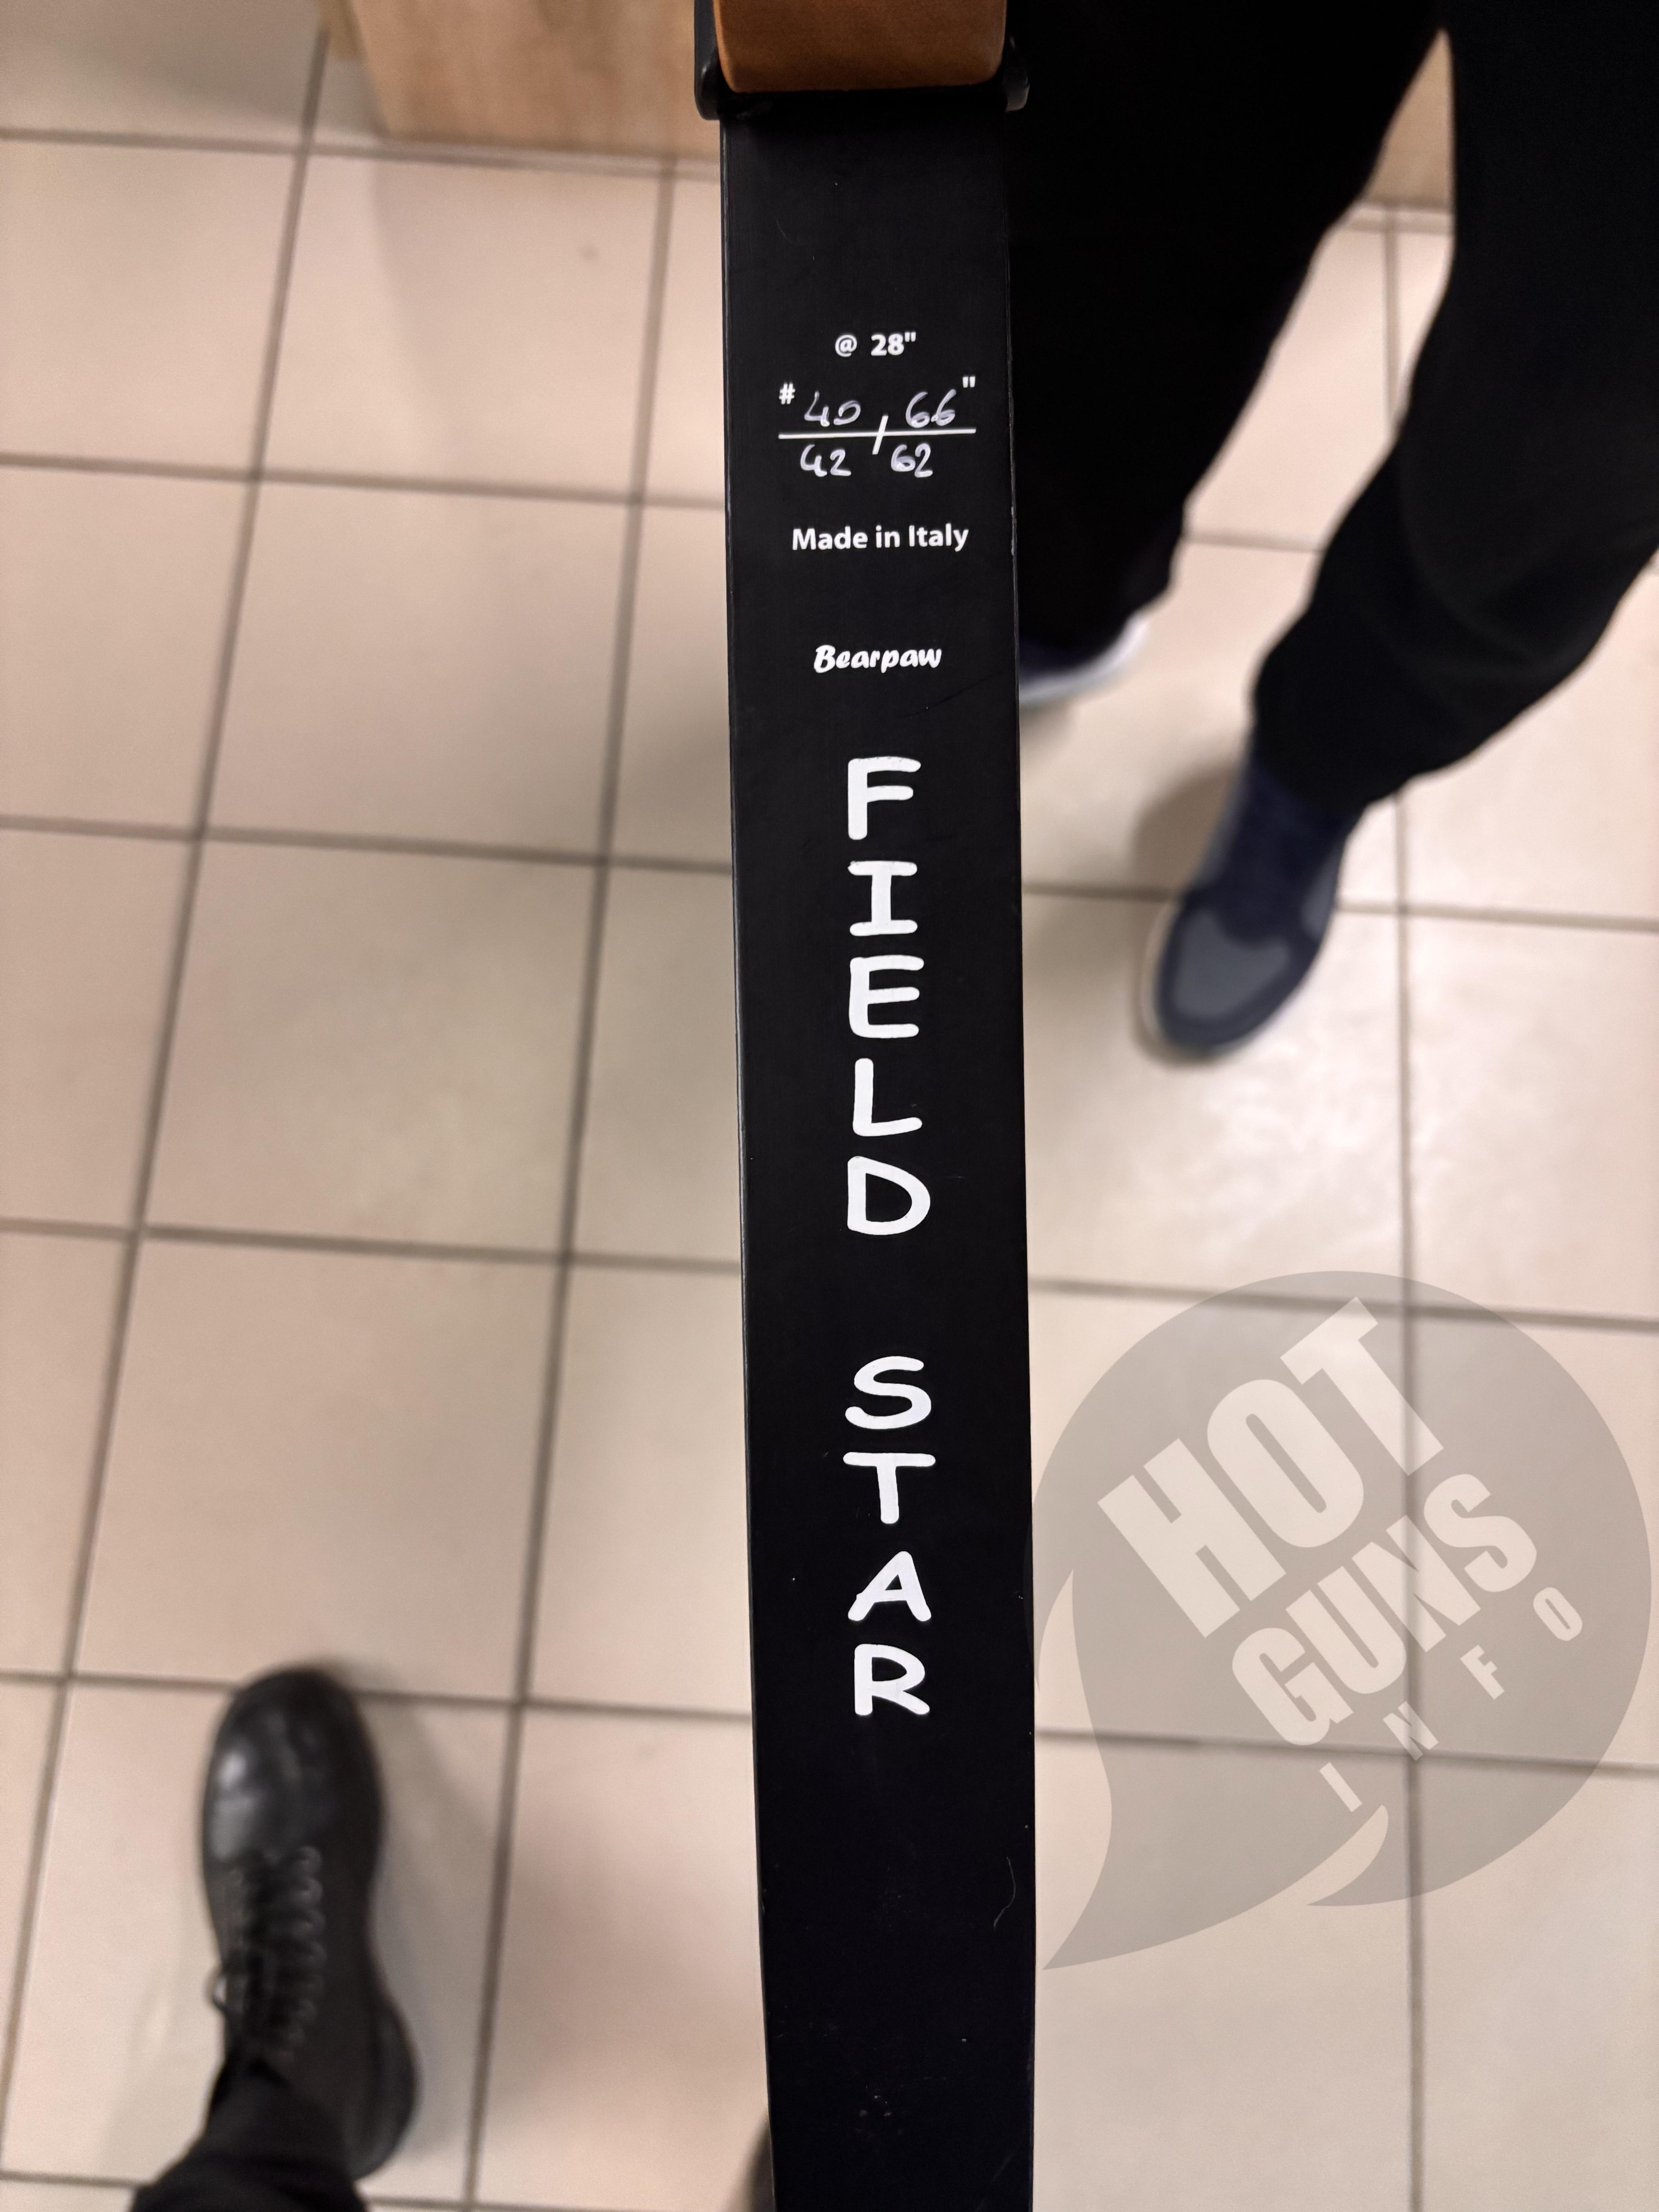 @ 28"
# 40 / 66"
42 62
Made in Italy
Bearpaw
FIELD
STAR
HOT
GUNS
INFO